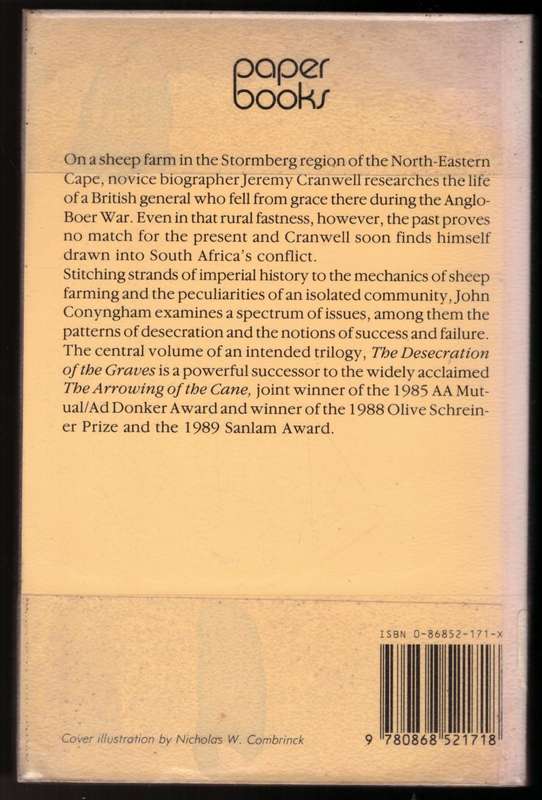 paper
books
On a sheep farm in the Stormberg region of the North-Eastern
Cape, novice biographer Jeremy Cranwell researches the life
of a British general who fell from grace there during the Anglo-
Boer War. Even in that rural fastness, however, the past proves
no match for the present and Cranwell soon finds himself
drawn into South Africa's conflict.
Stitching strands of imperial history to the mechanics of sheep
farming and the peculiarities of an isolated community, John
Conyngham examines a spectrum of issues, among them the
patterns of desecration and the notions of success and failure.
The central volume of an intended trilogy, The Desecration
of the Graves is a powerful successor to the widely acclaimed
The Arrowing of the Cane, joint winner of the 1985 AA Mut-
ual/Ad Donker Award and winner of the 1988 Olive Schrein-
er Prize and the 1989 Sanlam Award.
ISBN 0-86852-171-X
9 780868 521718
Cover illustration by Nicholas W. Combrinck